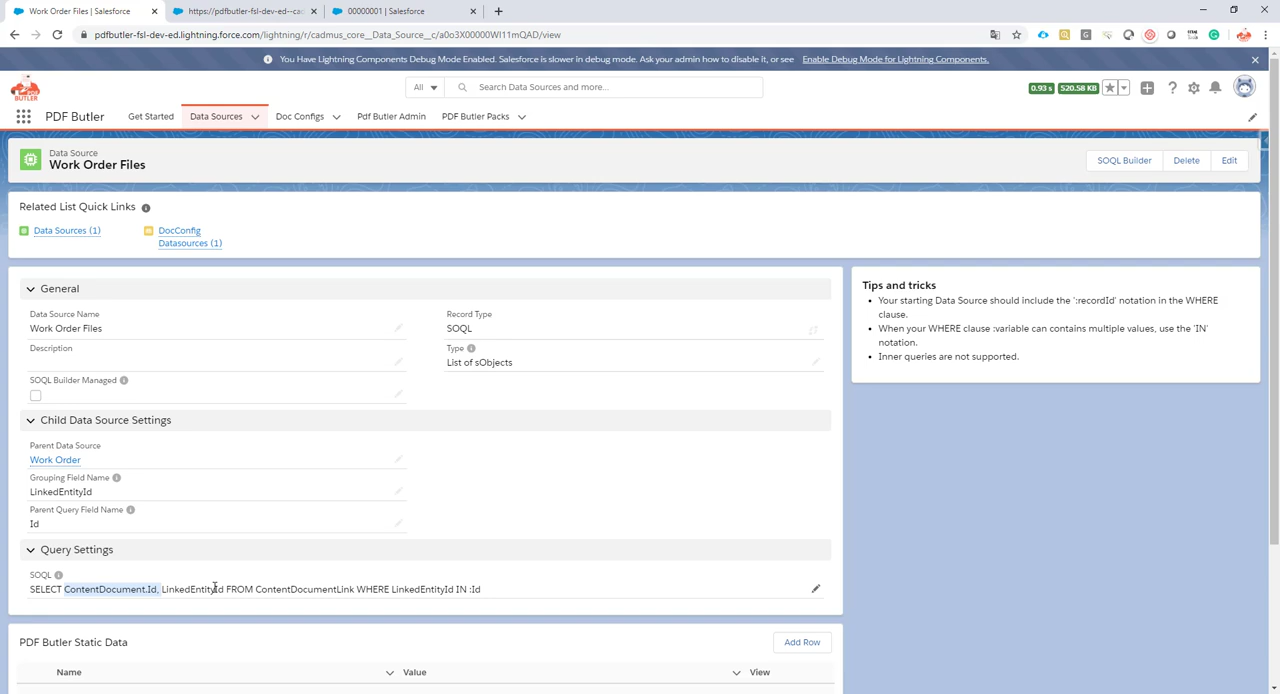 Work Order Files | Salesforce
https://pdfbutler-fsl-dev-ed--cad
00000001 | Salesforce
pdfbutler-fsl-dev-ed.lightning.force.com/lightning/r/cadmus_core__Data_Source__c/a0o3X00000WI11mQAD/view
You Have Lightning Components Debug Mode Enabled. Salesforce is slower in debug mode. Ask your admin how to disable it, or see Enable Debug Mode for Lightning Components.
BUTLER
All
Search Data Sources and more...
0.93 s
520.58 KB
PDF Butler
Get Started
Data Sources
Doc Configs
Pdf Butler Admin
PDF Butler Packs
Data Source
Work Order Files
SOQL Builder
Delete
Edit
Related List Quick Links
Data Sources (1)
DocConfig
Datasources (1)
General
Data Source Name
Work Order Files
Record Type
SOQL
Description
Type
List of sObjects
SOQL Builder Managed
Child Data Source Settings
Parent Data Source
Work Order
Grouping Field Name
LinkedEntityId
Parent Query Field Name
Id
Query Settings
SOQL
SELECT ContentDocument.Id, LinkedEntityId FROM ContentDocumentLink WHERE LinkedEntityId IN :Id
Tips and tricks
Your starting Data Source should include the ':recordId' notation in the WHERE
clause.
When your WHERE clause :variable can contains multiple values, use the 'IN'
notation.
Inner queries are not supported.
PDF Butler Static Data
Add Row
Name
Value
View